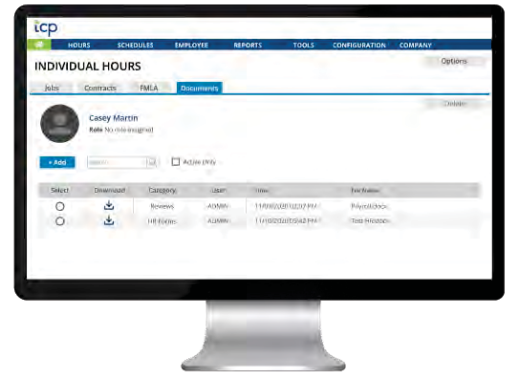 icp
HOURS SCHEDULES EMPLOYEE REPORTS TOOLS CONFIGURATION COMPANY
INDIVIDUAL HOURS
Options
Jobs Contracts FMLA Documents
Delete
Casey Martin
Role No role assigned
+ Add Active Only
Select Download Category User Time File Name
Reviews ADMIN
HR Forms ADMIN